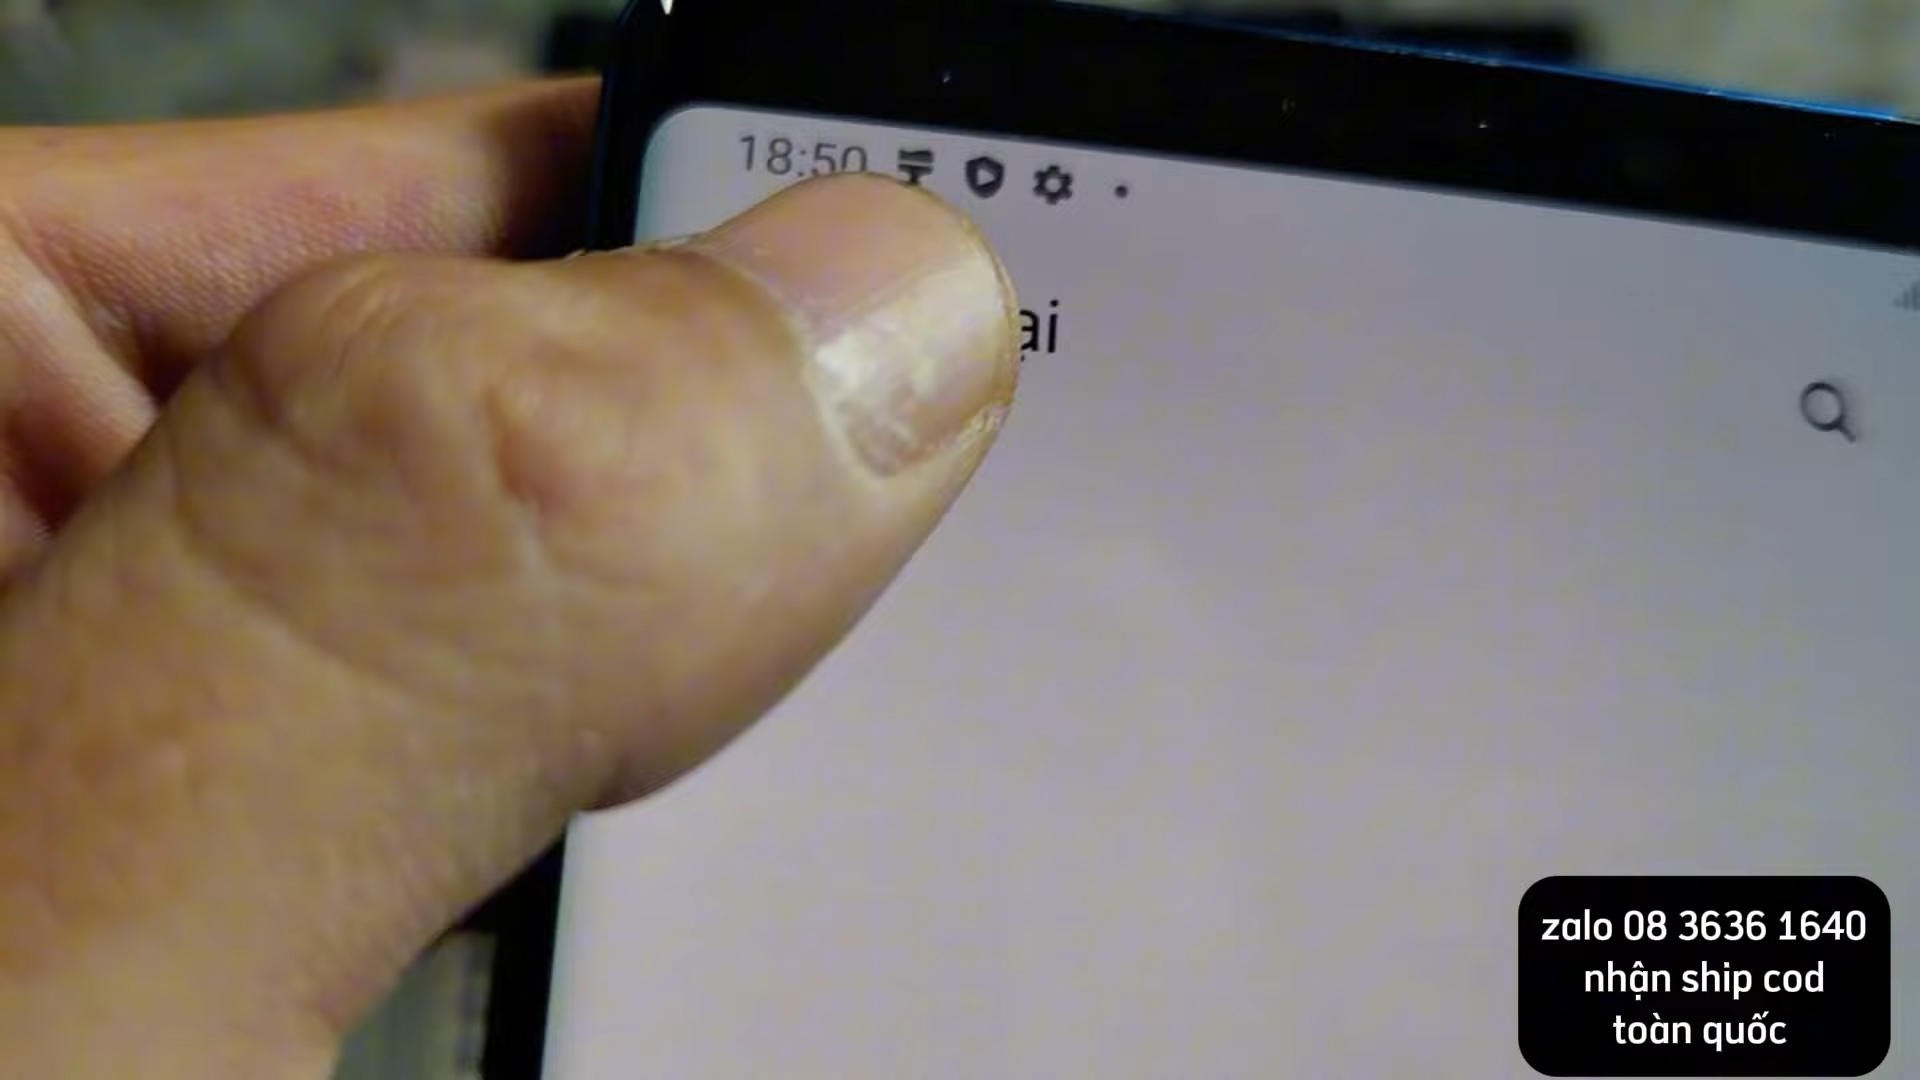 18:50
zalo 08 3636 1640
nhận ship cod
toàn quốc